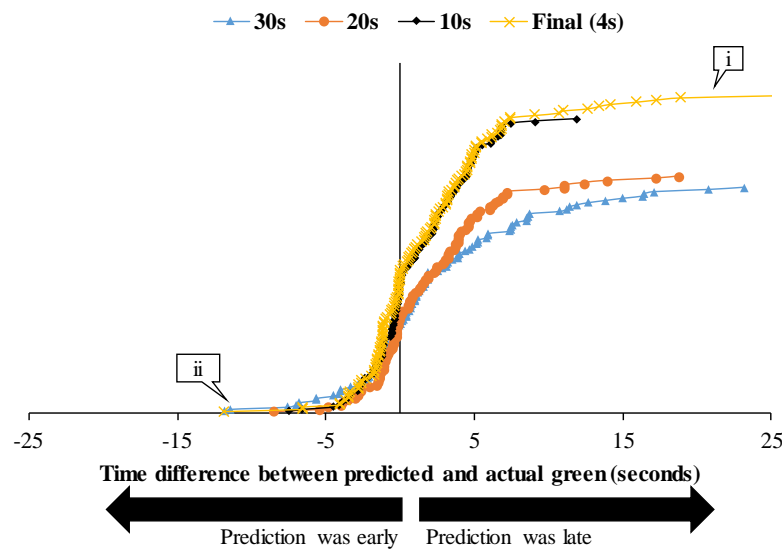 30s 20s 10s Final (4s)
i
ii
-25 -15 -5 5 15 25
Time difference between predicted and actual green (seconds)
Prediction was early Prediction was late